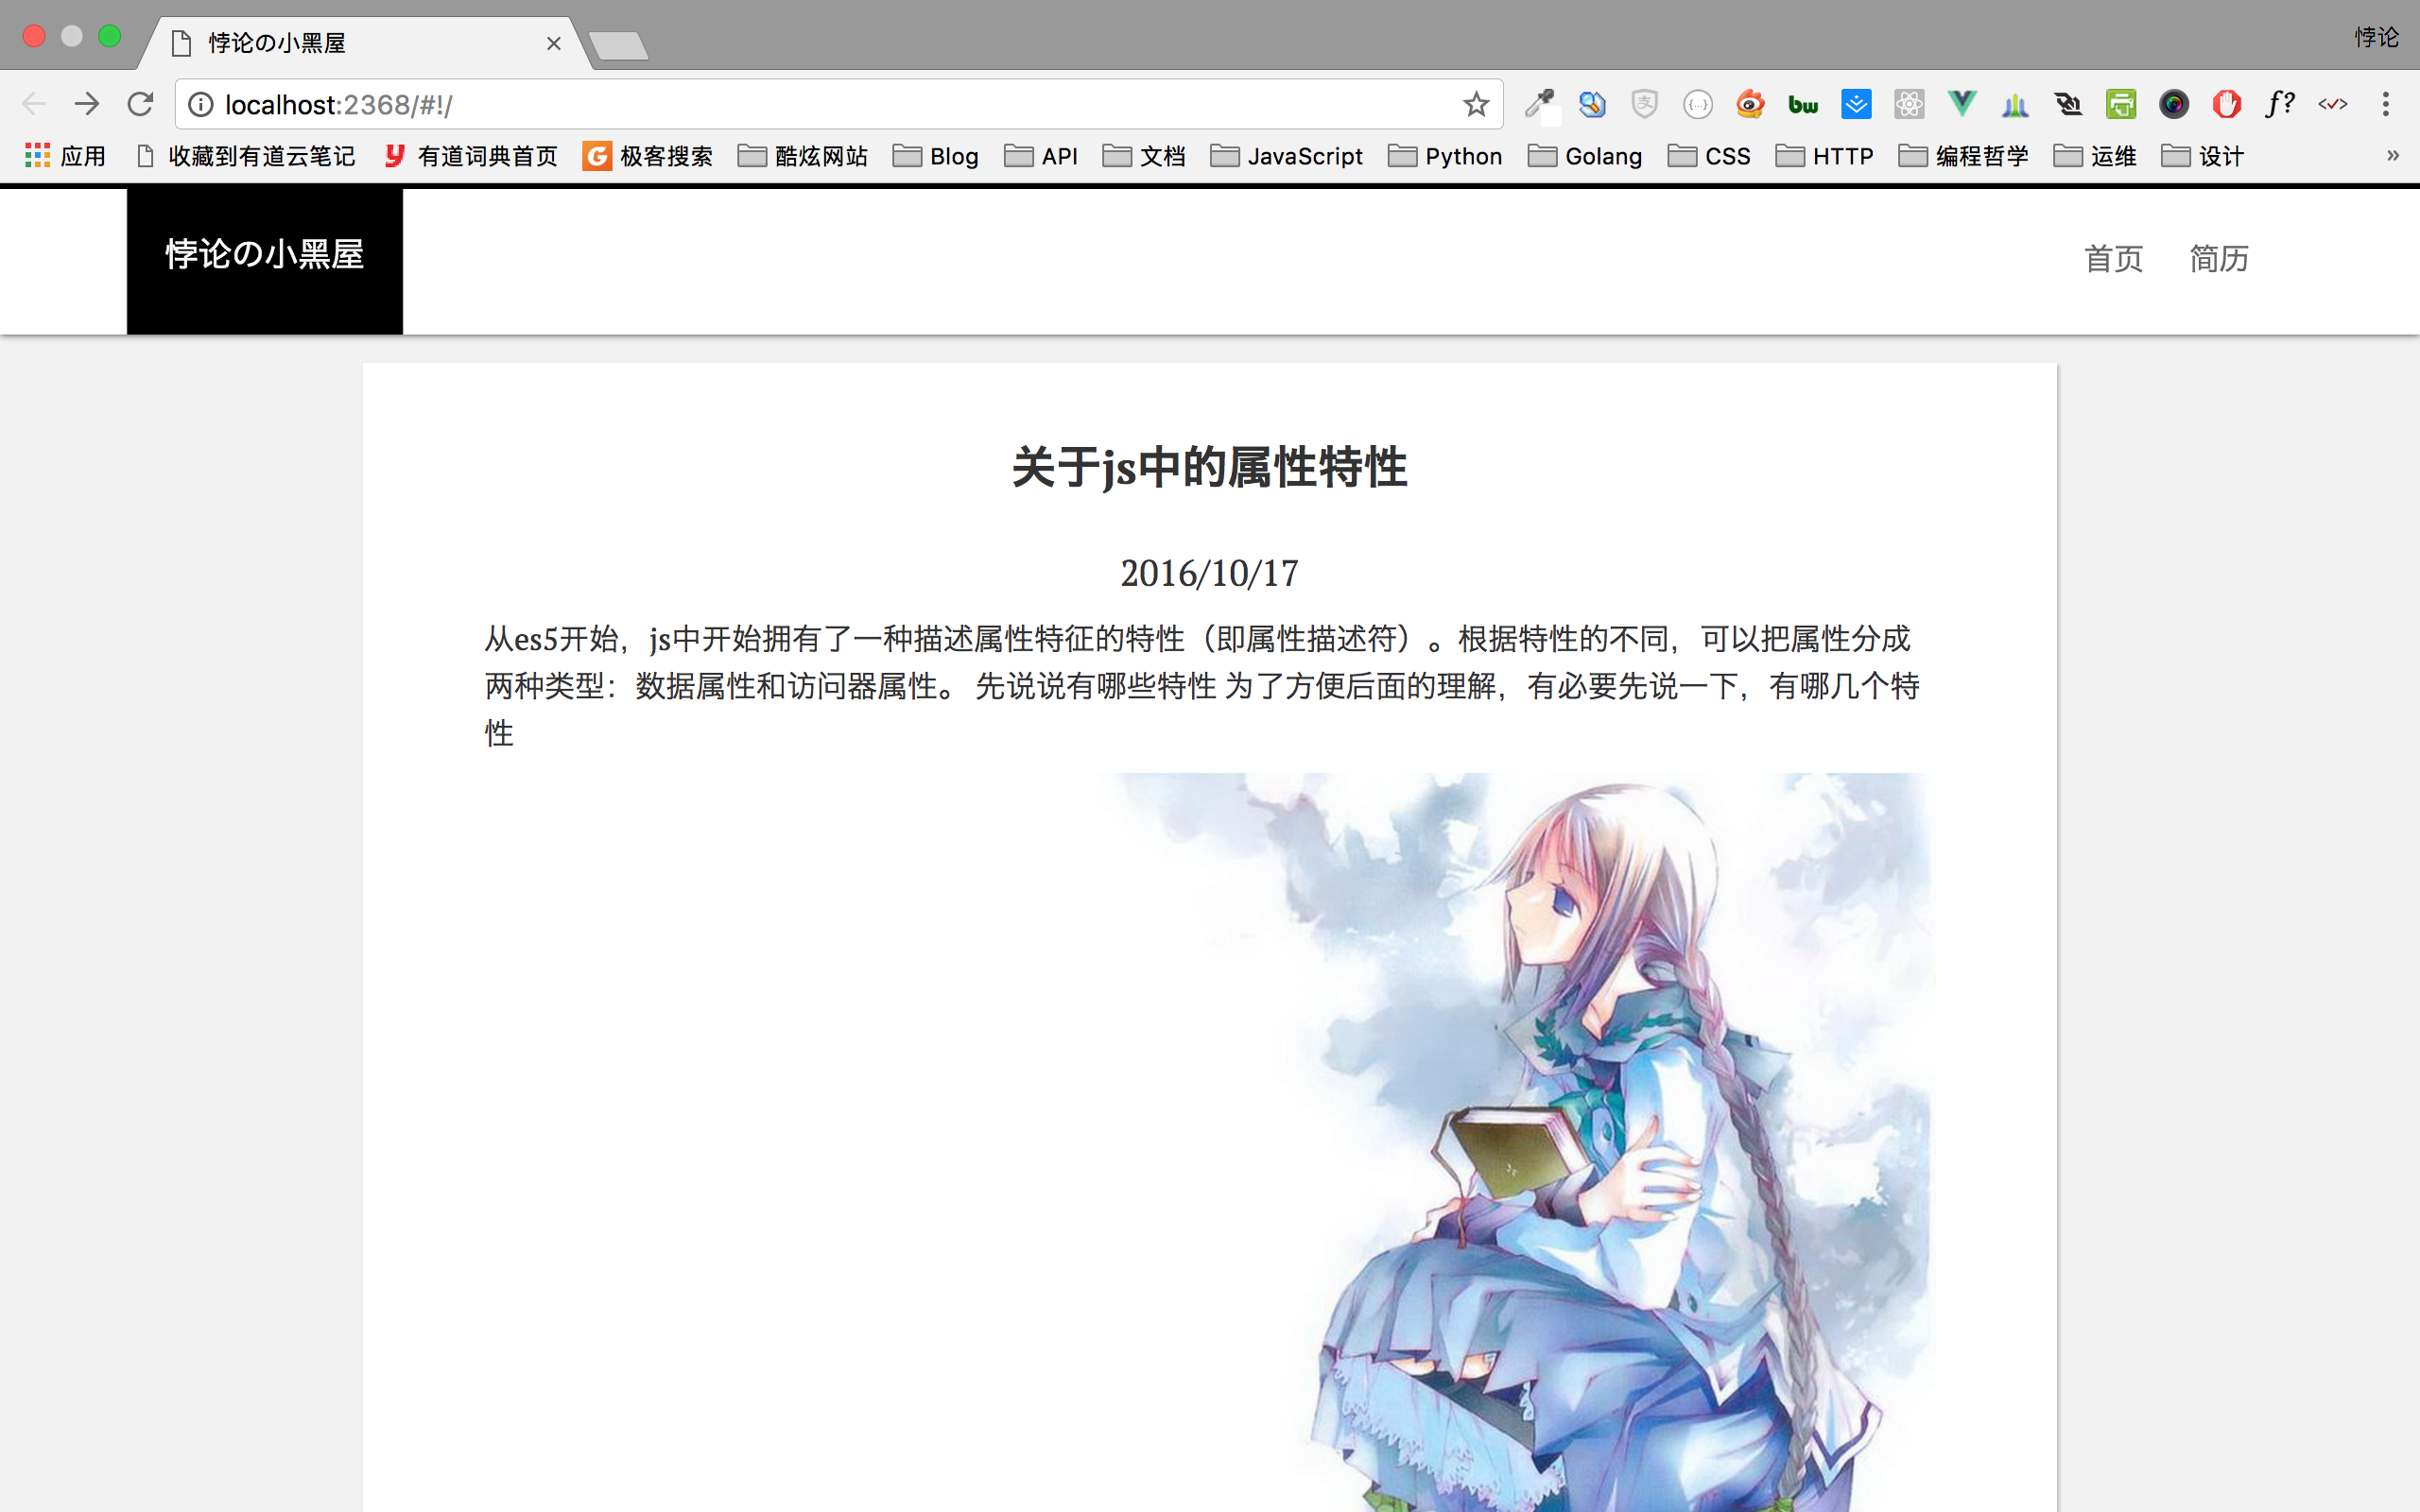 悖论の小黑屋
悖论
localhost:2368/#!/
应用 收藏到有道云笔记 有道词典首页 极客搜索 酷炫网站 Blog API 文档 JavaScript Python Golang CSS HTTP 编程哲学 运维 设计 »
悖论の小黑屋
首页 简历
关于js中的属性特性
2016/10/17
从es5开始，js中开始拥有了一种描述属性特征的特性（即属性描述符）。根据特性的不同，可以把属性分成
两种类型：数据属性和访问器属性。 先说说有哪些特性 为了方便后面的理解，有必要先说一下，有哪几个特
性